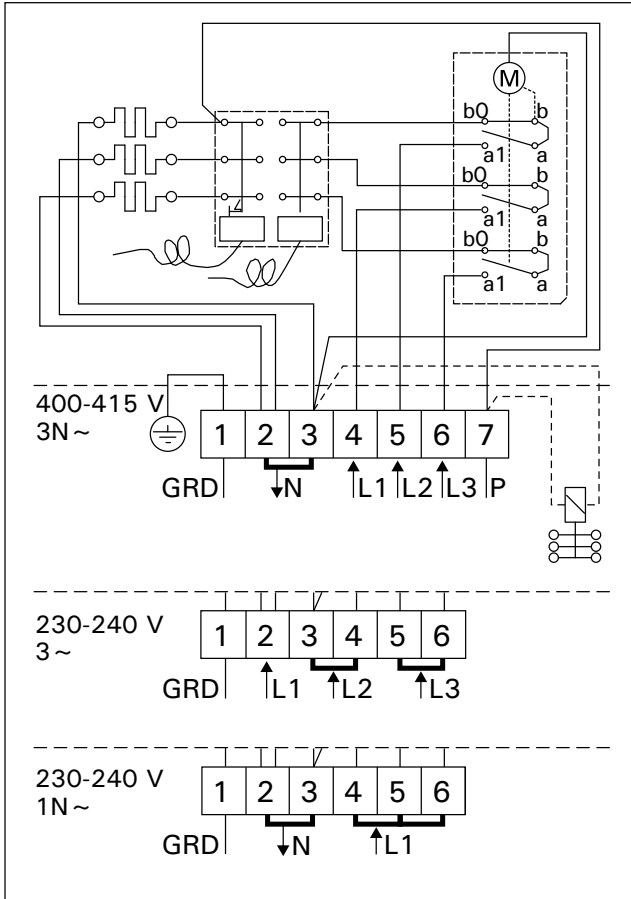 M
b0 b
a1 a
b0 b
a1 a
b0 b
a1 a
400-415 V
3N~
1 2 3 4 5 6 7
GRD N L1 L2 L3 P
230-240 V
3~
1 2 3 4 5 6
GRD L1 L2 L3
230-240 V
1N~
1 2 3 4 5 6
GRD N L1